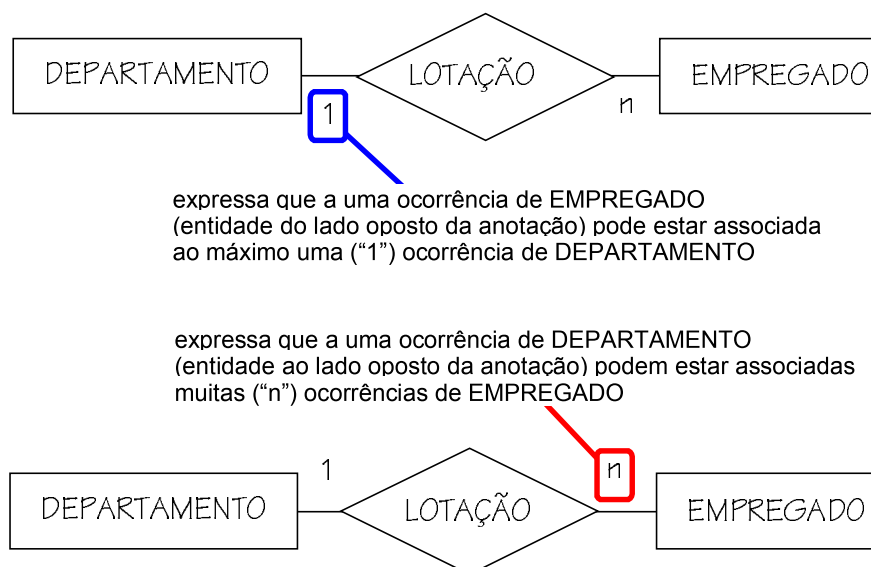 DEPARTAMENTO LOTAÇÃO EMPREGADO
1 n
expressa que a uma ocorrência de EMPREGADO
(entidade do lado oposto da anotação) pode estar associada
ao máximo uma (“1”) ocorrência de DEPARTAMENTO
expressa que a uma ocorrência de DEPARTAMENTO
(entidade ao lado oposto da anotação) podem estar associadas
muitas (“n”) ocorrências de EMPREGADO
1 n
DEPARTAMENTO LOTAÇÃO EMPREGADO